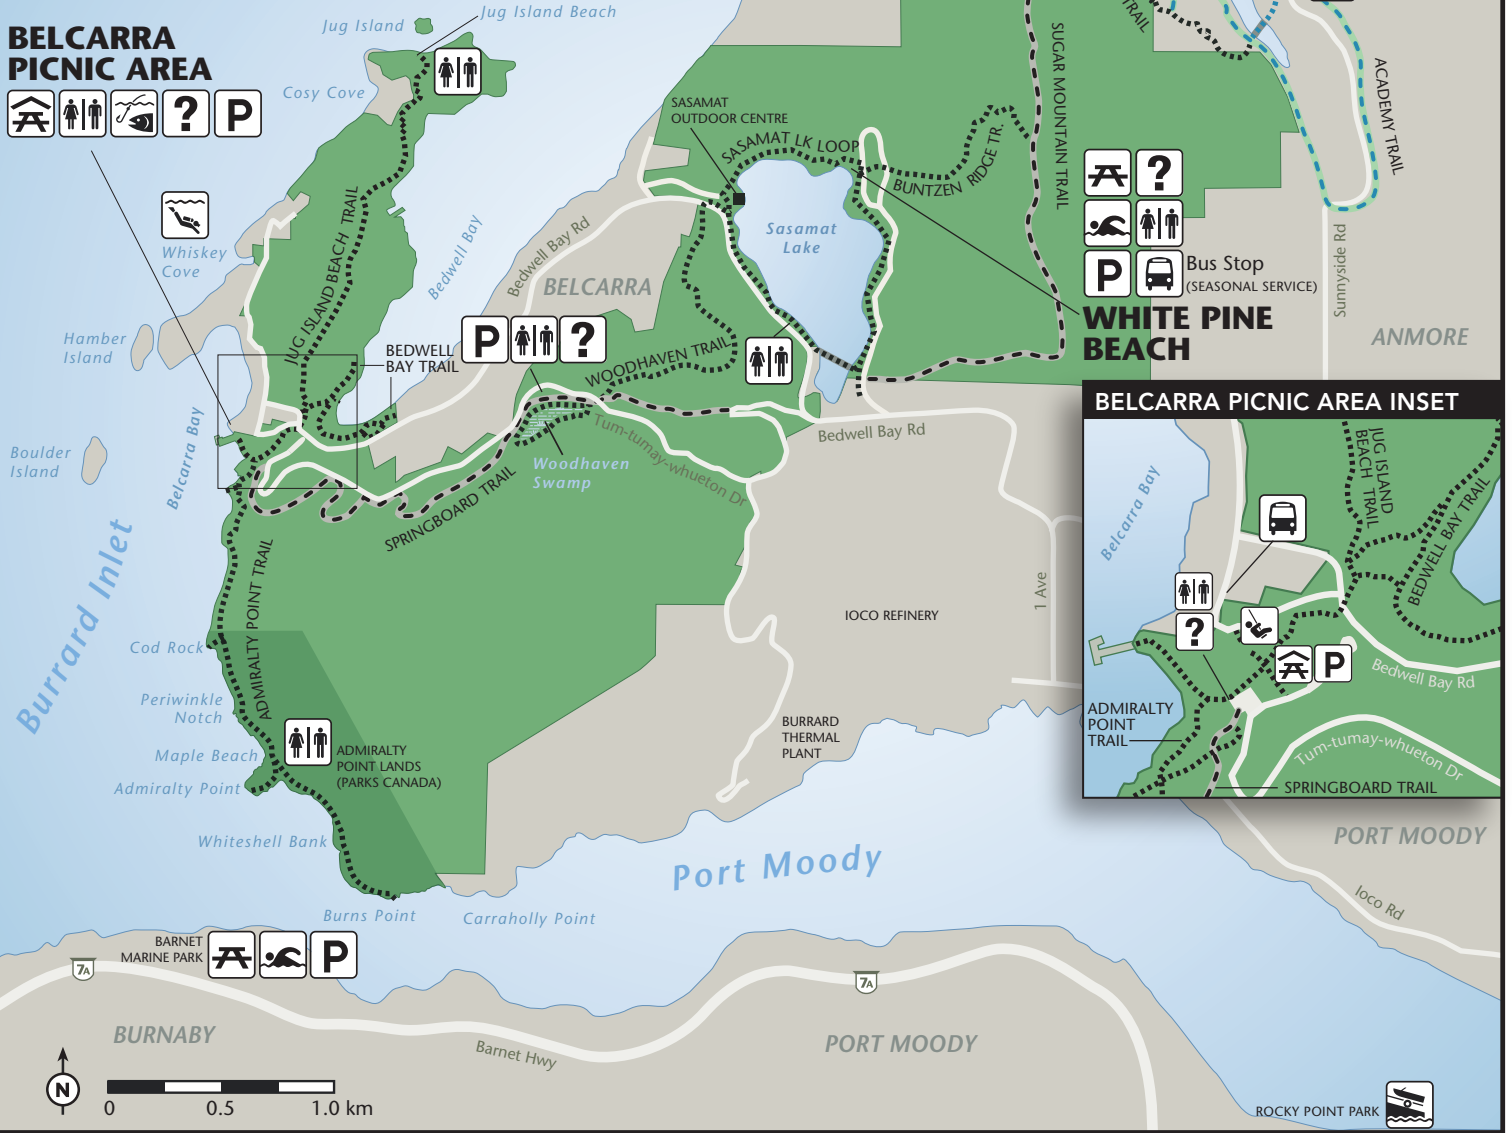 BELCARRA
PICNIC AREA
?
P
Jug Island
Jug Island Beach
Cosy Cove
Whiskey
Cove
Hamber
Island
Boulder
Island
Belcarra Bay
Burrard Inlet
JUG ISLAND BEACH TRAIL
Bedwell Bay
BEDWELL
BAY TRAIL
Bedwell Bay Rd
BELCARRA
P
?
SASAMAT
OUTDOOR CENTRE
SASAMAT LK LOOP
BUNTZEN RIDGE TR.
Sasamat
Lake
SUGAR MOUNTAIN TRAIL
TRAIL
ACADEMY TRAIL
?
P
Bus Stop
(SEASONAL SERVICE)
WHITE PINE
BEACH
Sunnyside Rd
ANMORE
WOODHAVEN TRAIL
Tum-tumay-whueton Dr
Woodhaven
Swamp
SPRINGBOARD TRAIL
Bedwell Bay Rd
1 Ave
IOCO REFINERY
BURRARD
THERMAL
PLANT
ADMIRALTY POINT TRAIL
Cod Rock
Periwinkle
Notch
Maple Beach
Admiralty Point
ADMIRALTY
POINT LANDS
(PARKS CANADA)
Whiteshell Bank
Burns Point
Carraholly Point
Port Moody
BELCARRA PICNIC AREA INSET
Belcarra Bay
JUG ISLAND
BEACH TRAIL
BEDWELL BAY TRAIL
?
P
Bedwell Bay Rd
ADMIRALTY
POINT
TRAIL
Tum-tumay-whueton Dr
SPRINGBOARD TRAIL
PORT MOODY
Ioco Rd
BARNET
MARINE PARK
P
7A
7A
BURNABY
Barnet Hwy
PORT MOODY
N
0 0.5 1.0 km
ROCKY POINT PARK